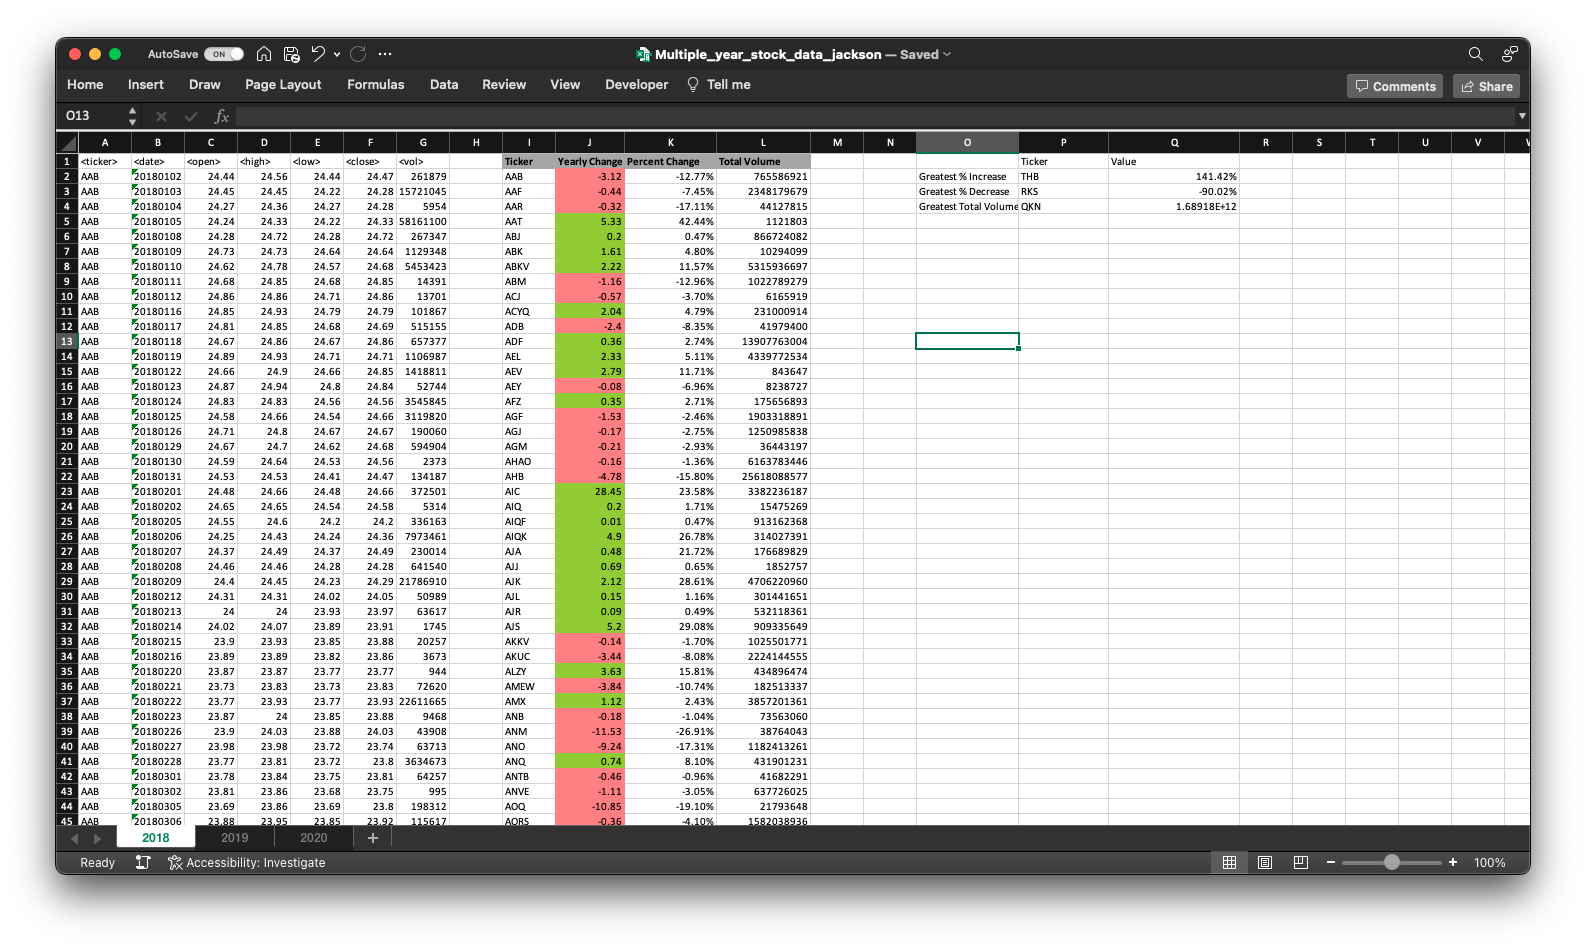 AutoSave ON Multiple_year_stock_data_jackson — Saved
Home Insert Draw Page Layout Formulas Data Review View Developer Tell me Comments Share
O13 fx
A B C D E F G H I J K L M N O P Q R S T U V
1 <ticker> <date> <open> <high> <low> <close> <vol> Ticker Yearly Change Percent Change Total Volume Ticker Value
2 AAB 20180102 24.44 24.56 24.44 24.47 261879 AAB -3.12 -12.77% 765586921 Greatest % Increase THB 141.42%
3 AAB 20180103 24.45 24.45 24.22 24.28 15721045 AAF -0.44 -7.45% 2348179679 Greatest % Decrease RKS -90.02%
4 AAB 20180104 24.27 24.36 24.27 24.28 5954 AAR -0.32 -17.11% 44127815 Greatest Total Volume QKN 1.68918E+12
5 AAB 20180105 24.24 24.33 24.22 24.33 58161100 AAT 5.33 42.44% 1121803
6 AAB 20180108 24.28 24.72 24.28 24.72 267347 ABJ 0.2 0.47% 866724082
7 AAB 20180109 24.73 24.73 24.64 24.64 1129348 ABK 1.61 4.80% 10294099
8 AAB 20180110 24.62 24.78 24.57 24.68 5453423 ABKV 2.22 11.57% 5315936697
9 AAB 20180111 24.68 24.85 24.68 24.85 14391 ABM -1.16 -12.96% 1022789279
10 AAB 20180112 24.86 24.86 24.71 24.86 13701 ACJ -0.57 -3.70% 6165919
11 AAB 20180116 24.85 24.93 24.79 24.79 101867 ACYQ 2.04 4.79% 231000914
12 AAB 20180117 24.81 24.85 24.68 24.69 515155 ADB -2.4 -8.35% 41979400
13 AAB 20180118 24.67 24.86 24.67 24.86 657377 ADF 0.36 2.74% 13907763004
14 AAB 20180119 24.89 24.93 24.71 24.71 1106987 AEL 2.33 5.11% 4339772534
15 AAB 20180122 24.66 24.9 24.66 24.85 1418811 AEV 2.79 11.71% 843647
16 AAB 20180123 24.87 24.94 24.8 24.84 52744 AEY -0.08 -6.96% 8238727
17 AAB 20180124 24.83 24.83 24.56 24.56 3545845 AFZ 0.35 2.71% 175656893
18 AAB 20180125 24.58 24.66 24.54 24.66 3119820 AGF -1.53 -2.46% 1903318891
19 AAB 20180126 24.71 24.8 24.67 24.67 190060 AGJ -0.17 -2.75% 1250985838
20 AAB 20180129 24.67 24.7 24.62 24.68 594904 AGM -0.21 -2.93% 36443197
21 AAB 20180130 24.59 24.64 24.53 24.56 2373 AHAO -0.16 -1.36% 6163783446
22 AAB 20180131 24.53 24.53 24.41 24.47 134187 AHB -4.78 -15.80% 25618088577
23 AAB 20180201 24.48 24.66 24.48 24.66 372501 AIC 28.45 23.58% 3382236187
24 AAB 20180202 24.65 24.65 24.54 24.58 5314 AIQ 0.2 1.71% 15475269
25 AAB 20180205 24.55 24.6 24.2 24.2 336163 AIQF 0.01 0.47% 913162368
26 AAB 20180206 24.25 24.43 24.24 24.36 7973461 AIQK 4.9 26.78% 314027391
27 AAB 20180207 24.37 24.49 24.37 24.49 230014 AJA 0.48 21.72% 176689829
28 AAB 20180208 24.46 24.46 24.28 24.28 641540 AJJ 0.69 0.65% 1852757
29 AAB 20180209 24.4 24.45 24.23 24.29 21786910 AJK 2.12 28.61% 4706220960
30 AAB 20180212 24.31 24.31 24.02 24.05 50989 AJL 0.15 1.16% 301441651
31 AAB 20180213 24 24 23.93 23.97 63617 AJR 0.09 0.49% 532118361
32 AAB 20180214 24.02 24.07 23.89 23.91 1745 AJS 5.2 29.08% 909335649
33 AAB 20180215 23.9 23.93 23.85 23.88 20257 AKKV -0.14 -1.70% 1025501771
34 AAB 20180216 23.89 23.89 23.82 23.86 3673 AKUC -3.44 -8.08% 2224144555
35 AAB 20180220 23.87 23.87 23.77 23.77 944 ALZY 3.63 15.81% 434896474
36 AAB 20180221 23.73 23.83 23.73 23.83 72620 AMEW -3.84 -10.74% 182513337
37 AAB 20180222 23.77 23.93 23.77 23.93 22611665 AMX 1.12 2.43% 3857201361
38 AAB 20180223 23.87 24 23.85 23.88 9468 ANB -0.18 -1.04% 73563060
39 AAB 20180226 23.9 24.03 23.88 24.03 43908 ANM -11.53 -26.91% 38764043
40 AAB 20180227 23.98 23.98 23.72 23.74 63713 ANO -9.24 -17.31% 1182413261
41 AAB 20180228 23.77 23.81 23.72 23.8 3634673 ANQ 0.74 8.10% 431901231
42 AAB 20180301 23.78 23.84 23.75 23.81 64257 ANTB -0.46 -0.96% 41682291
43 AAB 20180302 23.81 23.86 23.68 23.75 995 ANVE -1.11 -3.05% 637726025
44 AAB 20180305 23.69 23.86 23.69 23.8 198312 AOQ -10.85 -19.10% 21793648
45 AAB 20180306 23.88 23.95 23.85 23.92 115617 AORS -0.36 -4.10% 1582038936
2018 2019 2020 +
Ready Accessibility: Investigate 100%